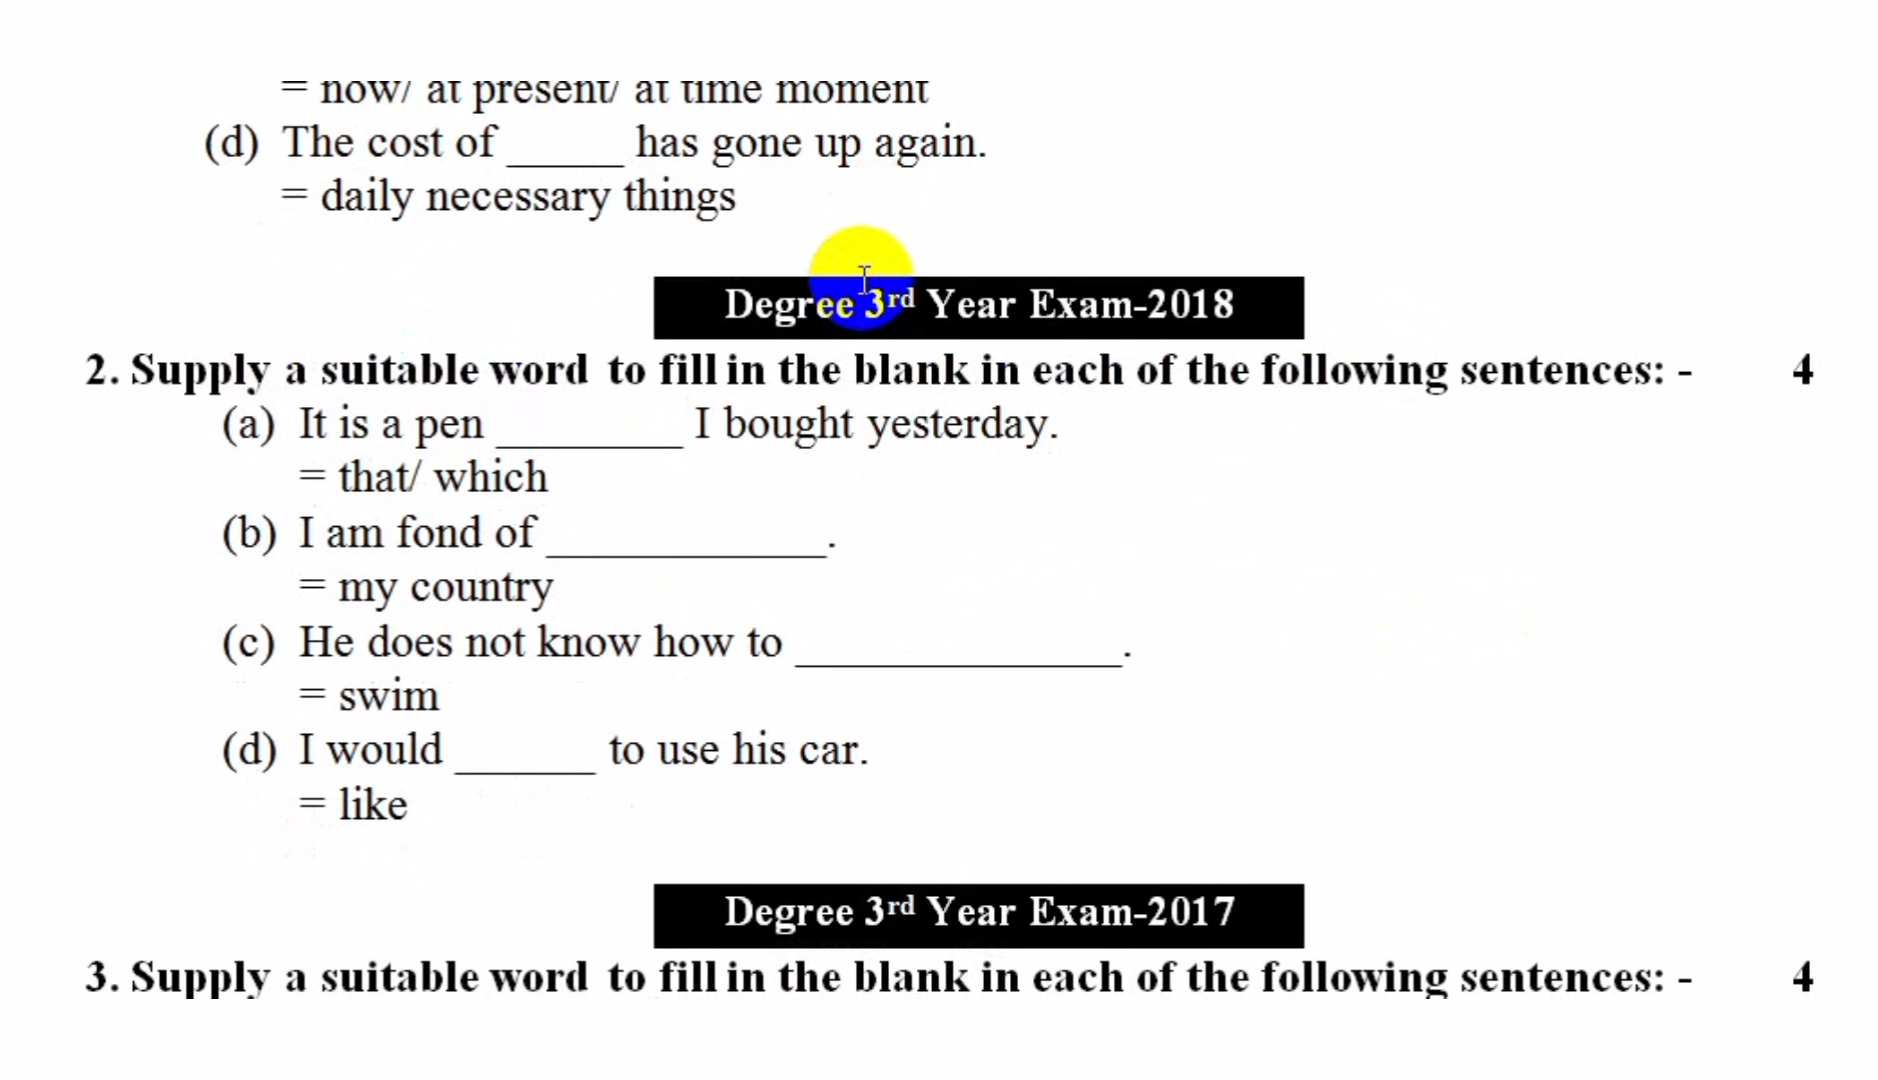 = now/ at present/ at time moment
(d) The cost of _____ has gone up again.
= daily necessary things
Degree 3rd Year Exam-2018
2. Supply a suitable word to fill in the blank in each of the following sentences: - 4
(a) It is a pen ________ I bought yesterday.
= that/ which
(b) I am fond of ____________.
= my country
(c) He does not know how to ______________.
= swim
(d) I would ______ to use his car.
= like
Degree 3rd Year Exam-2017
3. Supply a suitable word to fill in the blank in each of the following sentences: - 4